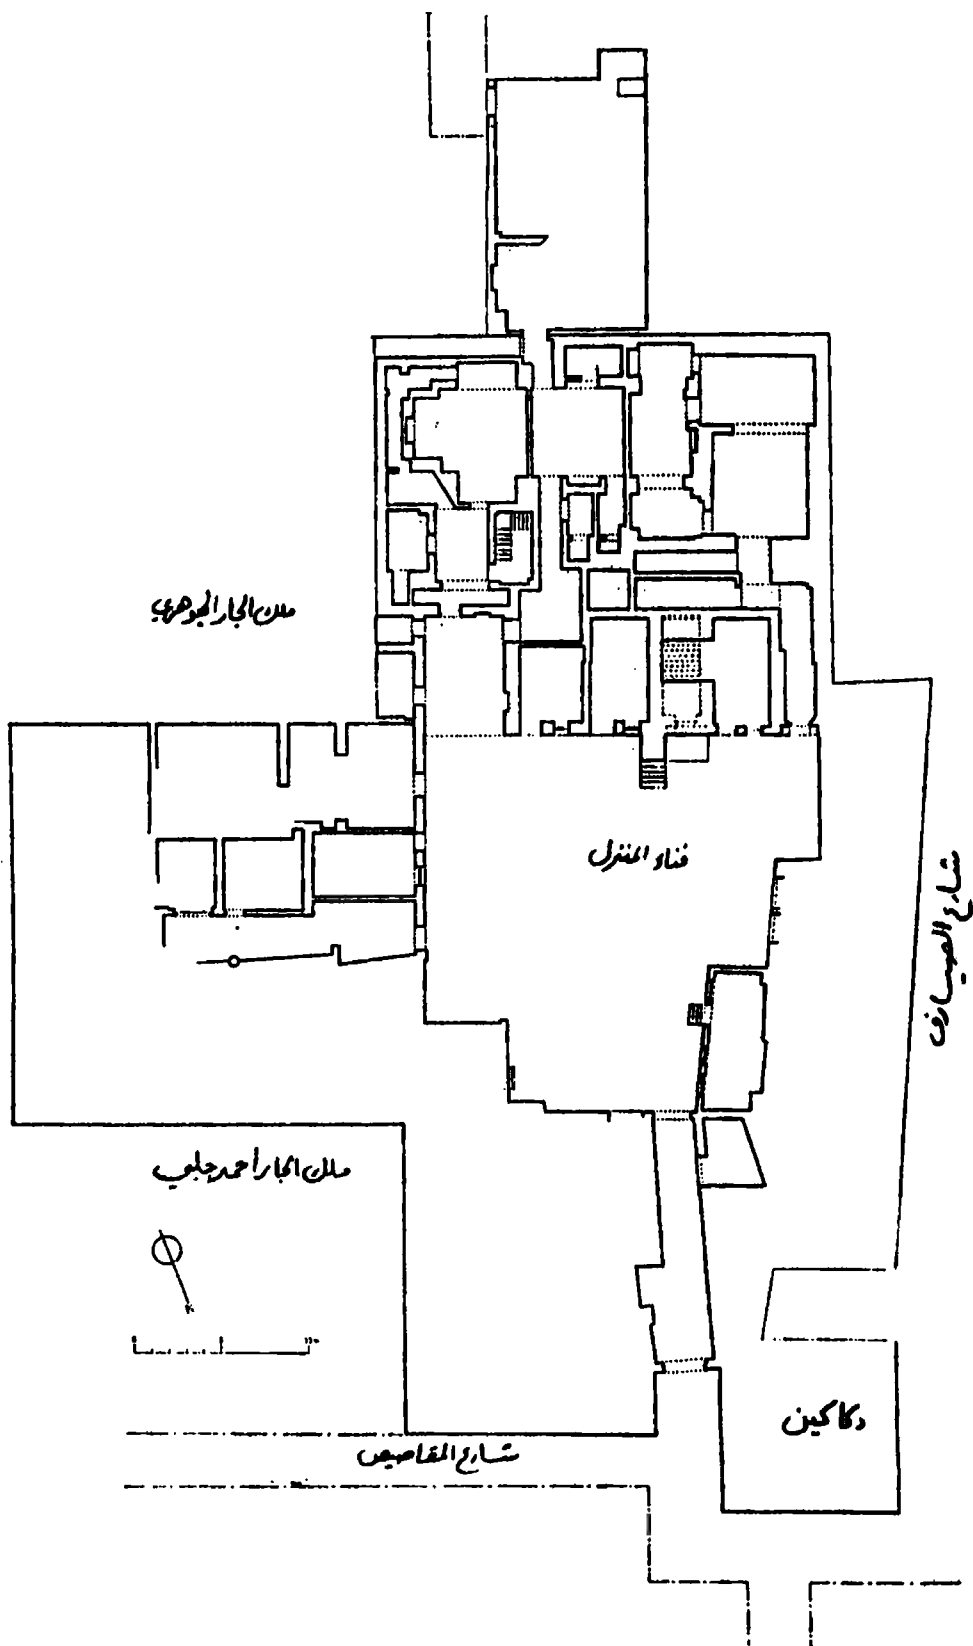 ملك الجار الجوهري
فناء المنزل
شارع الصيارف
ملك الجار أحمد جلبي
دكاكين
شارع المقاصيص